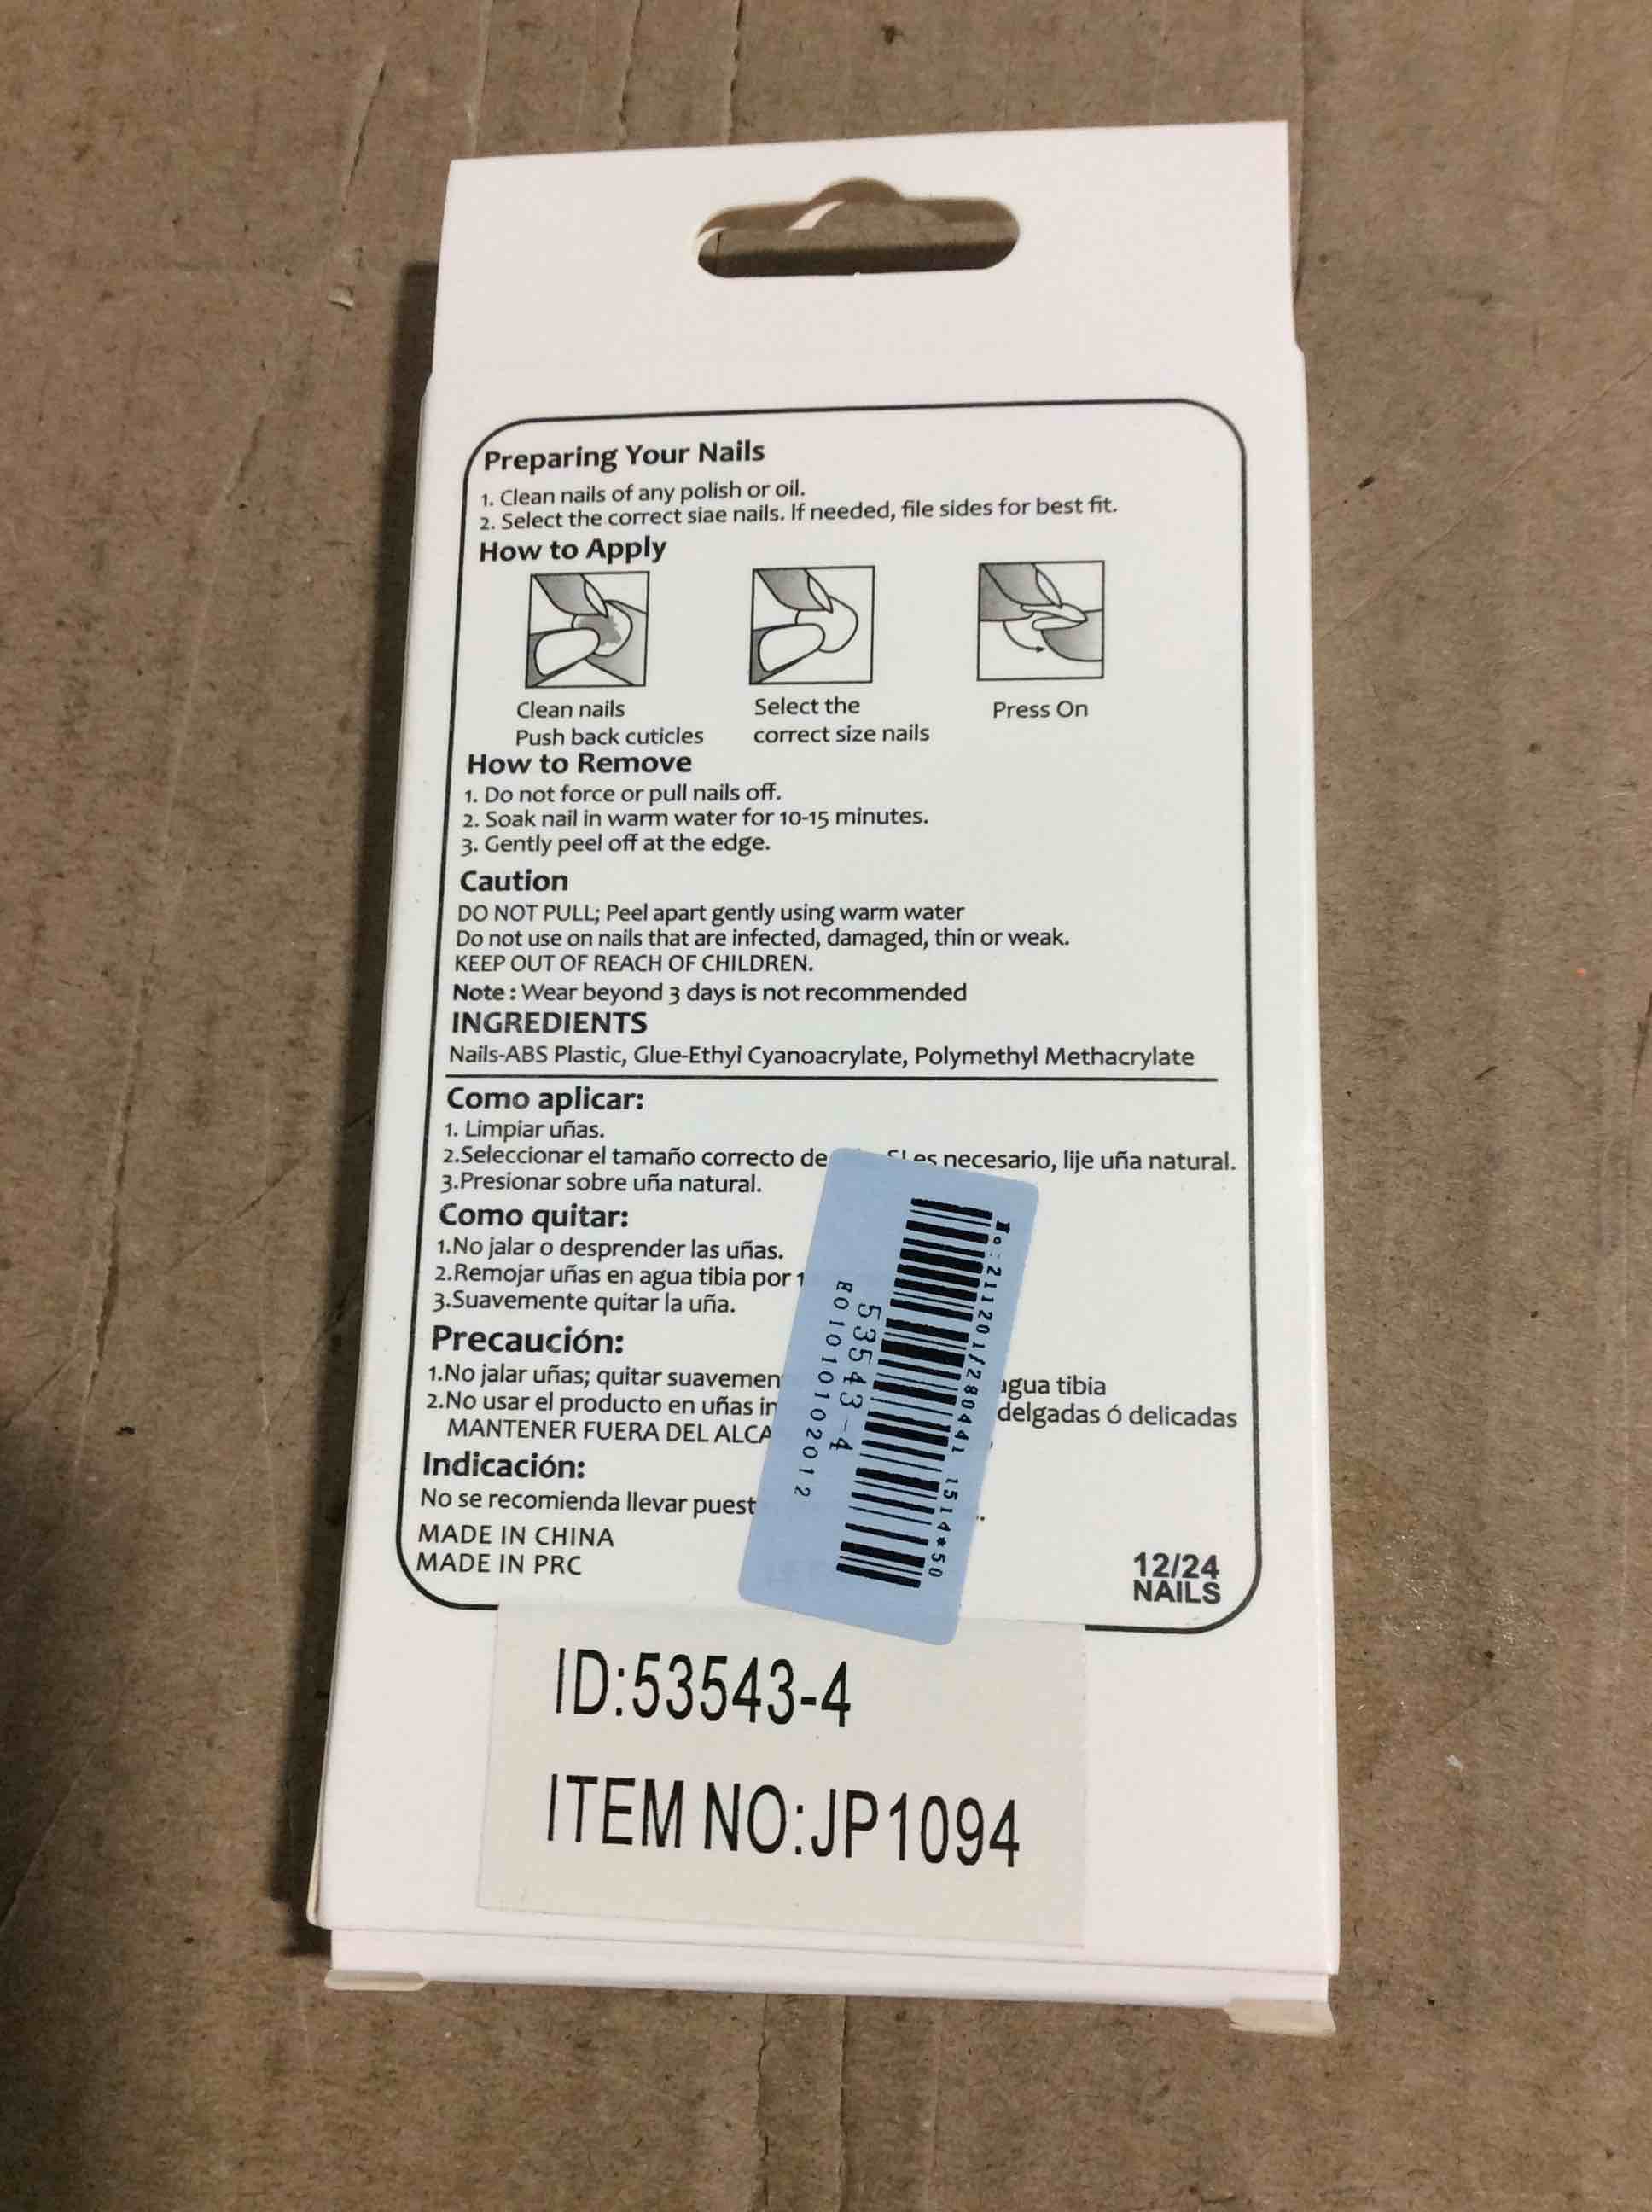 Preparing Your Nails
1. Clean nails of any polish or oil.
2. Select the correct siae nails. If needed, file sides for best fit.
How to Apply
Clean nails
Push back cuticles
Select the
correct size nails
Press On
How to Remove
1. Do not force or pull nails off.
2. Soak nail in warm water for 10-15 minutes.
3. Gently peel off at the edge.
Caution
DO NOT PULL; Peel apart gently using warm water
Do not use on nails that are infected, damaged, thin or weak.
KEEP OUT OF REACH OF CHILDREN.
Note : Wear beyond 3 days is not recommended
INGREDIENTS
Nails-ABS Plastic, Glue-Ethyl Cyanoacrylate, Polymethyl Methacrylate
Como aplicar:
1. Limpiar uñas.
2.Seleccionar el tamaño correcto de es necesario, lije uña natural.
3.Presionar sobre uña natural.
Como quitar:
1.No jalar o desprender las uñas.
2.Remojar uñas en agua tibia por 1
3.Suavemente quitar la uña.
Precaución:
1.No jalar uñas; quitar suavemen agua tibia
2.No usar el producto en uñas in delgadas ó delicadas
MANTENER FUERA DEL ALCA
Indicación:
No se recomienda llevar puest
MADE IN CHINA
MADE IN PRC
12/24
NAILS
No:211201/280441 1514*50
53543-4
801010102012
ID:53543-4
ITEM NO:JP1094